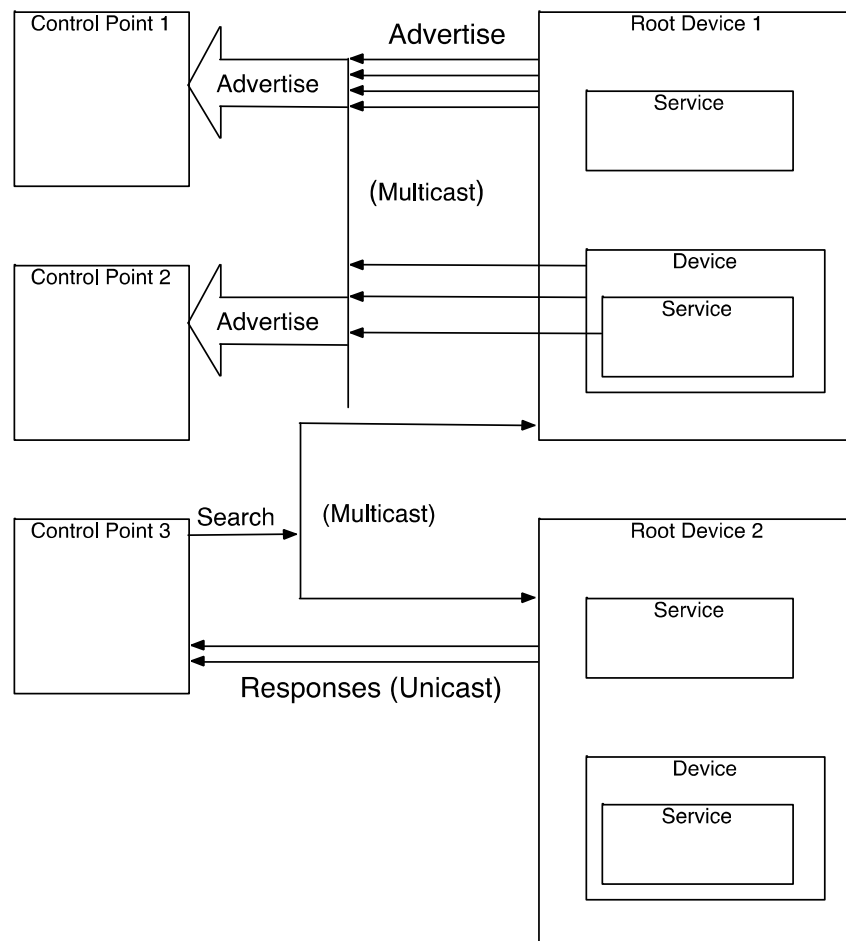 Control Point 1
Advertise
Root Device 1
Advertise
Service
(Multicast)
Control Point 2
Device
Advertise
Service
Control Point 3
Search
(Multicast)
Root Device 2
Service
Responses (Unicast)
Device
Service